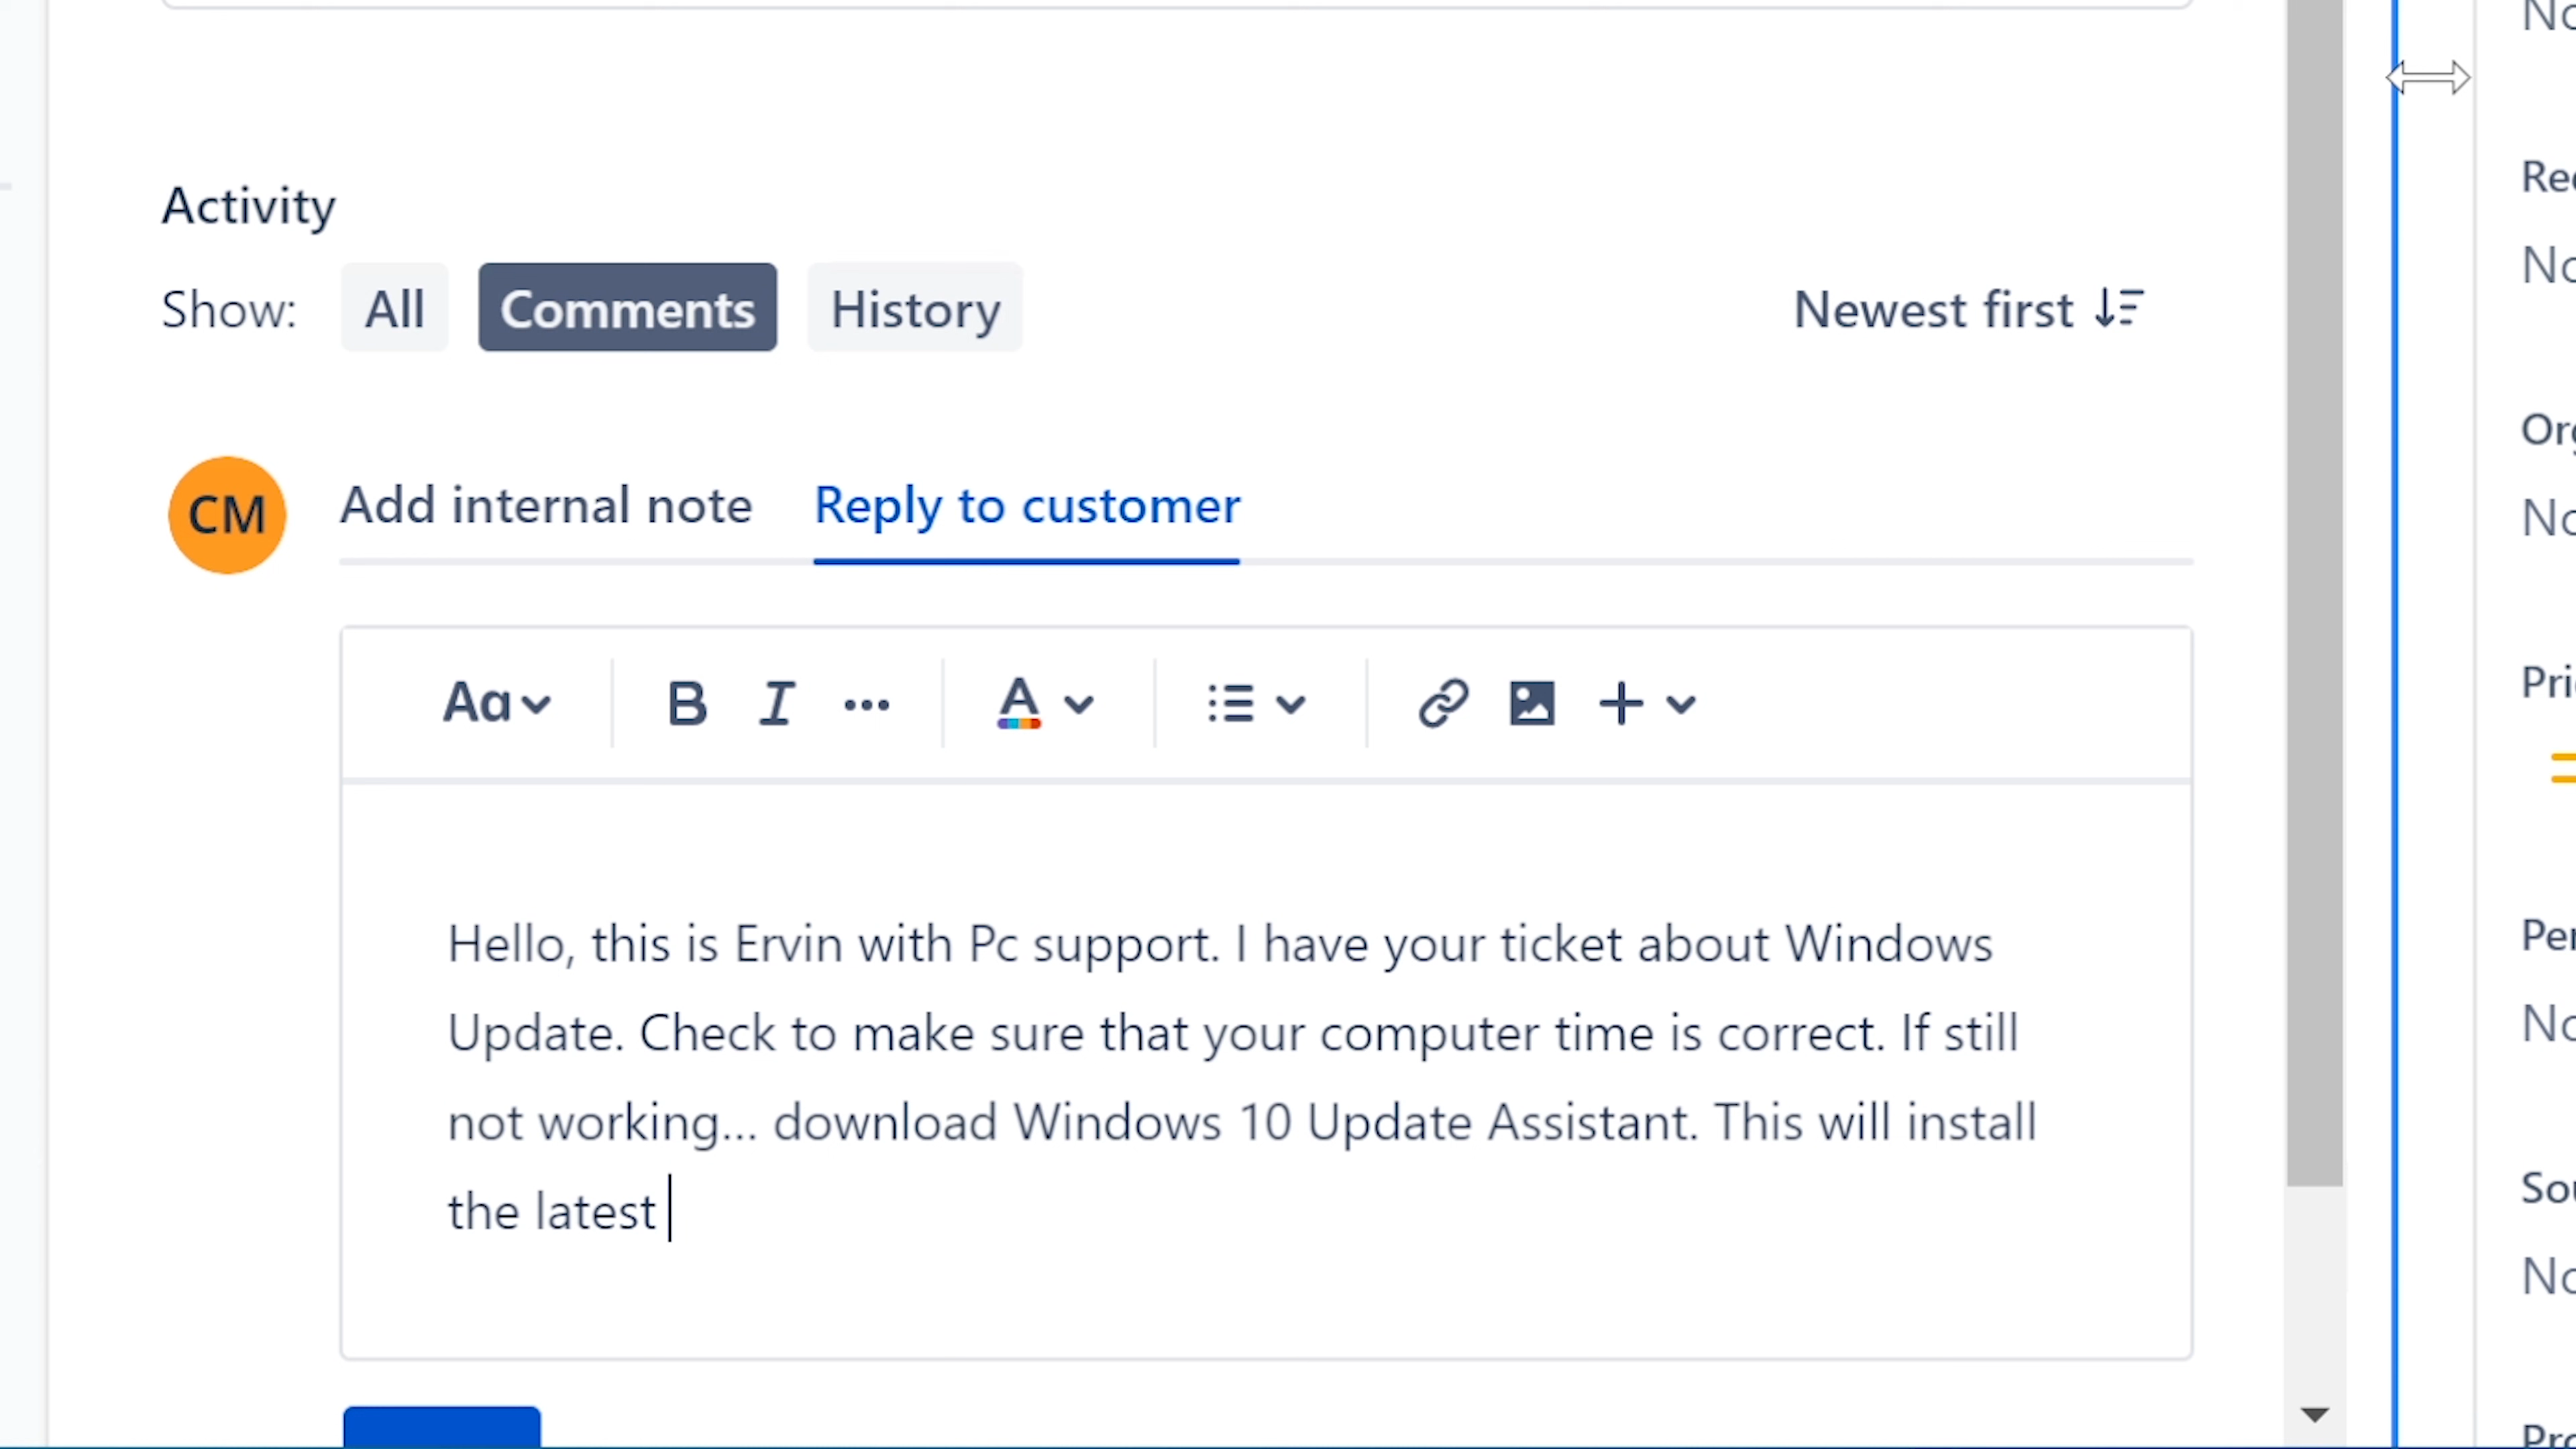 Activity
Show: All Comments History Newest first
CM Add internal note Reply to customer
Aa B I ... A
Hello, this is Ervin with Pc support. I have your ticket about Windows
Update. Check to make sure that your computer time is correct. If still
not working... download Windows 10 Update Assistant. This will install
the latest